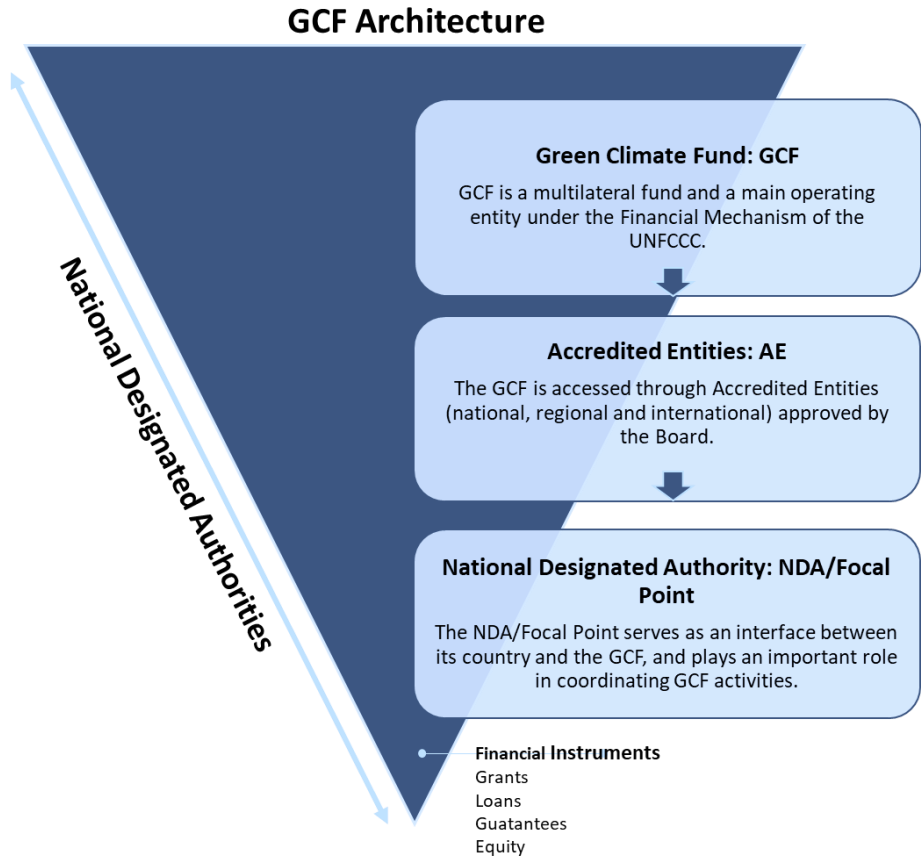 GCF Architecture
Green Climate Fund: GCF
GCF is a multilateral fund and a main operating
entity under the Financial Mechanism of the
UNFCCC.
National Designated Authorities
Accredited Entities: AE
The GCF is accessed through Accredited Entities
(national, regional and international) approved by
the Board.
National Designated Authority: NDA/Focal
Point
The NDA/Focal Point serves as an interface between
its country and the GCF, and plays an important role
in coordinating GCF activities.
Financial Instruments
Grants
Loans
Guatantees
Equity